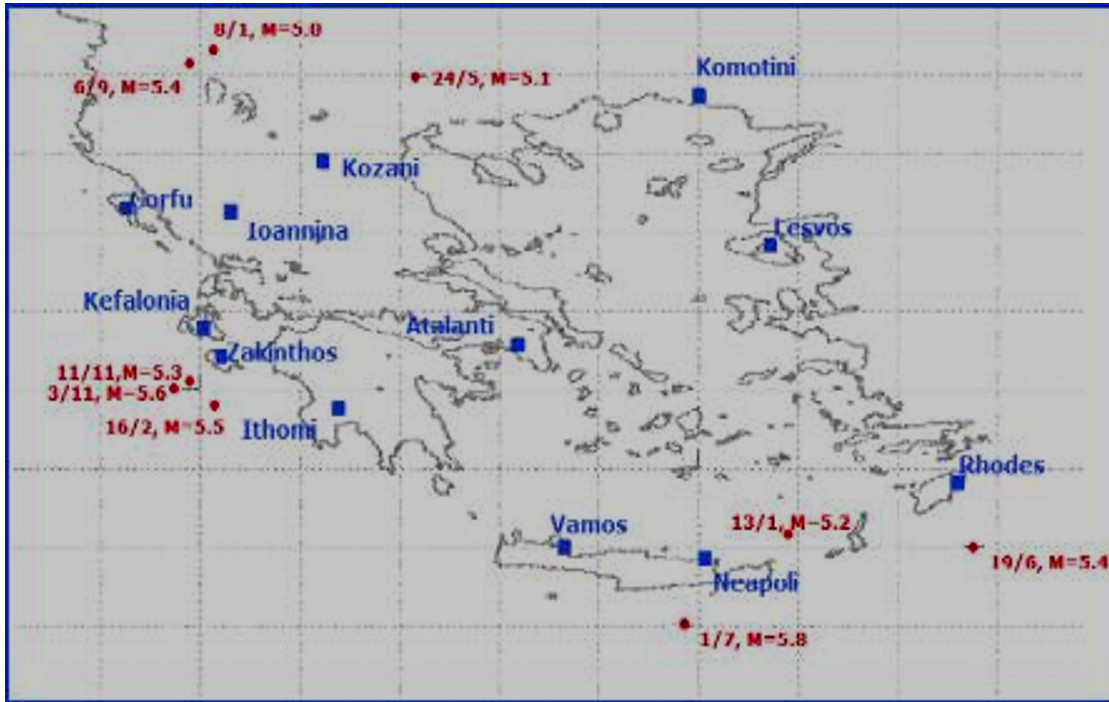 8/1, M=5.0
6/9, M=5.4
24/5, M=5.1
Komotini
Kozani
Corfu
Ioannina
Lesvos
Kefalonia
Atalanti
Zakinthos
11/11,M=5.3
3/11, M=5.6
16/2, M=5.5
Ithomi
Rhodes
Vamos
13/1, M=5.2
19/6, M=5.4
Neapoli
1/7, M=5.8